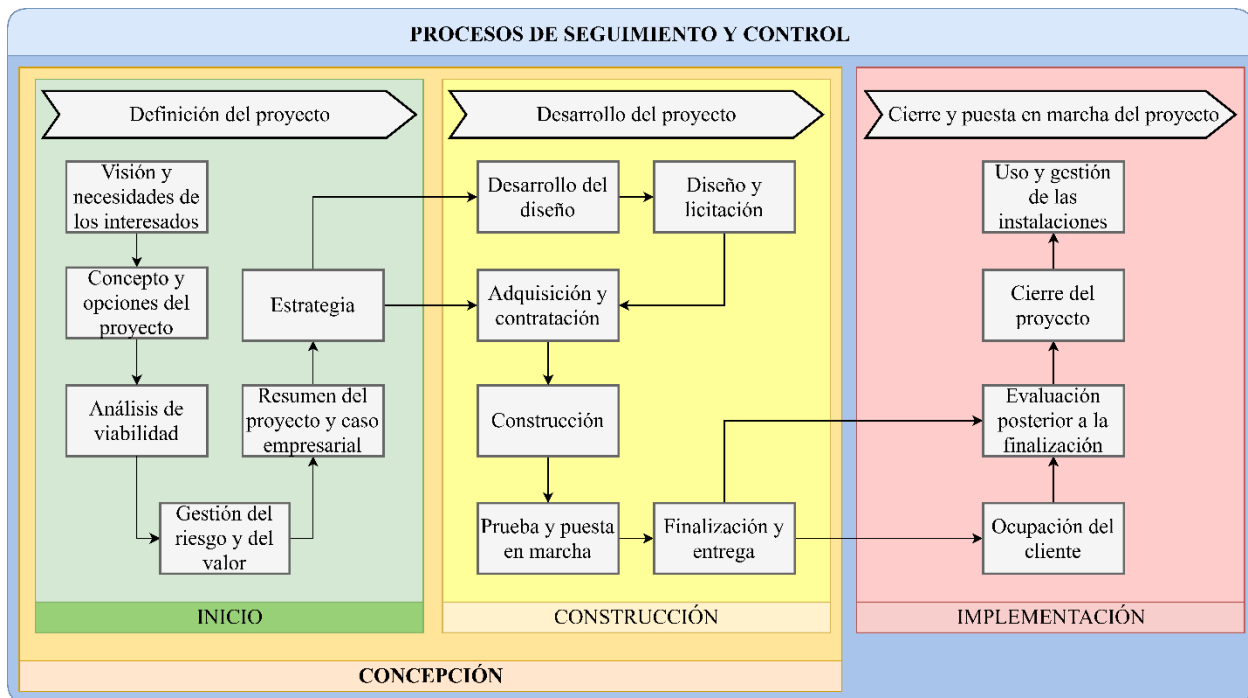 PROCESOS DE SEGUIMIENTO Y CONTROL
Definición del proyecto
Visión y
necesidades de
los interesados
Concepto y
opciones del
proyecto
Análisis de
viabilidad
Gestión del
riesgo y del
valor
Resumen del
proyecto y caso
empresarial
Estrategia
INICIO
Desarrollo del proyecto
Desarrollo del
diseño
Diseño y
licitación
Adquisición y
contratación
Construcción
Prueba y puesta
en marcha
Finalización y
entrega
CONSTRUCCIÓN
CONCEPCIÓN
Cierre y puesta en marcha del proyecto
Uso y gestión
de las
instalaciones
Cierre del
proyecto
Evaluación
posterior a la
finalización
Ocupación del
cliente
IMPLEMENTACIÓN